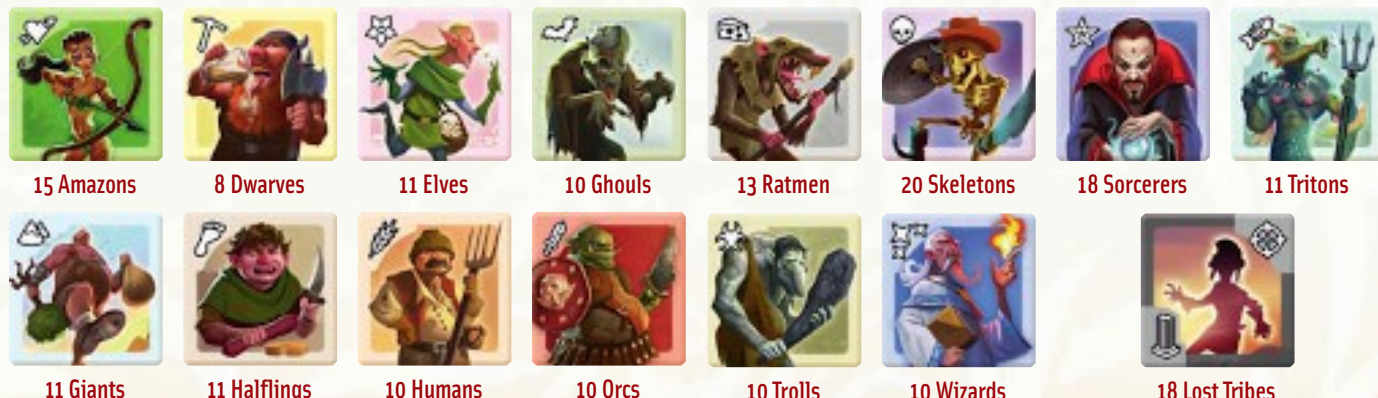 15 Amazons
8 Dwarves
11 Elves
10 Ghouls
13 Ratmen
20 Skeletons
18 Sorcerers
11 Tritons
11 Giants
11 Halflings
10 Humans
10 Orcs
10 Trolls
10 Wizards
18 Lost Tribes